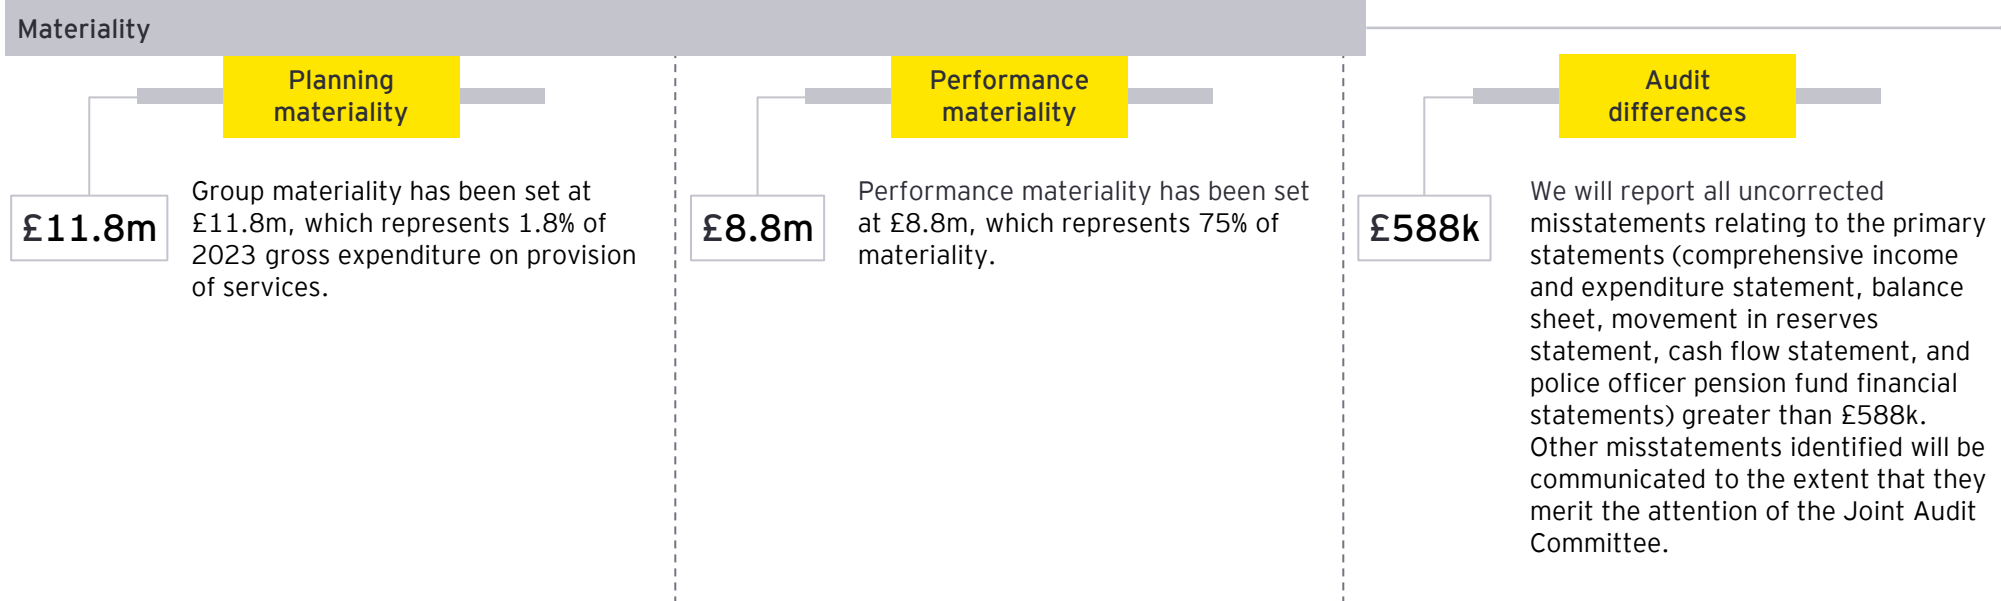 Materiality
Planning
materiality
£11.8m
Group materiality has been set at
£11.8m, which represents 1.8% of
2023 gross expenditure on provision
of services.
Performance
materiality
£8.8m
Performance materiality has been set
at £8.8m, which represents 75% of
materiality.
Audit
differences
£588k
We will report all uncorrected
misstatements relating to the primary
statements (comprehensive income
and expenditure statement, balance
sheet, movement in reserves
statement, cash flow statement, and
police officer pension fund financial
statements) greater than £588k.
Other misstatements identified will be
communicated to the extent that they
merit the attention of the Joint Audit
Committee.